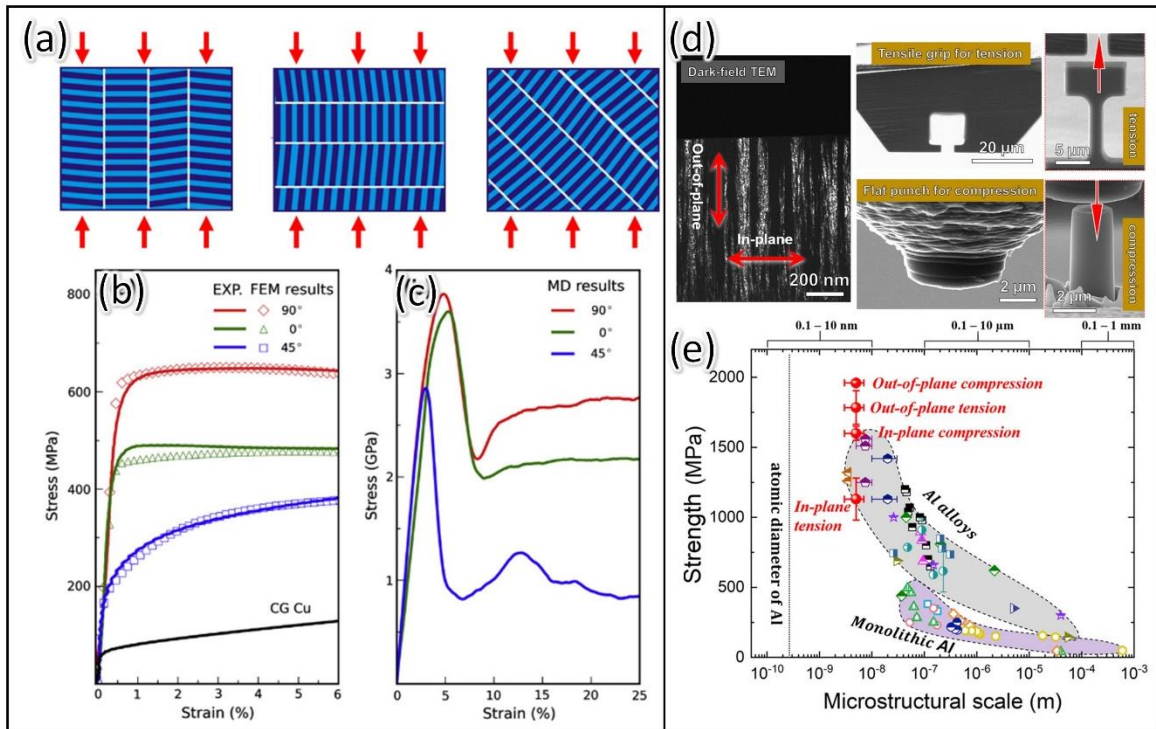 (a)
(b)
800
EXP. FEM results
90°
0°
45°
600
400
200
CG Cu
Stress (MPa)
0 1 2 3 4 5 6
Strain (%)
(c)
4
MD results
90°
0°
45°
3
2
1
Stress (GPa)
0 5 10 15 20 25
Strain (%)
(d)
Dark-field TEM
Out-of-plane
In-plane
200 nm
Tensile grip for tension
20 μm
tension
5 μm
Flat punch for compression
2 μm
compression
2 μm
(e)
0.1 – 10 nm
0.1 – 10 μm
0.1 – 1 mm
2000
1500
1000
500
0
Strength (MPa)
Out-of-plane compression
Out-of-plane tension
In-plane compression
In-plane
tension
atomic diameter of Al
Al alloys
Monolithic Al
10⁻¹⁰ 10⁻⁹ 10⁻⁸ 10⁻⁷ 10⁻⁶ 10⁻⁵ 10⁻⁴ 10⁻³
Microstructural scale (m)